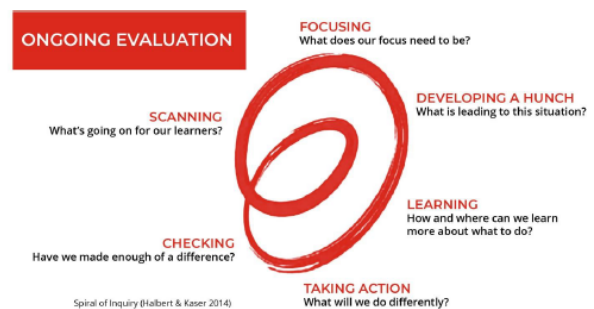 ONGOING EVALUATION
FOCUSING
What does our focus need to be?
DEVELOPING A HUNCH
What is leading to this situation?
SCANNING
What's going on for our learners?
LEARNING
How and where can we learn
more about what to do?
CHECKING
Have we made enough of a difference?
TAKING ACTION
What will we do differently?
Spiral of Inquiry (Halbert & Kaser 2014)